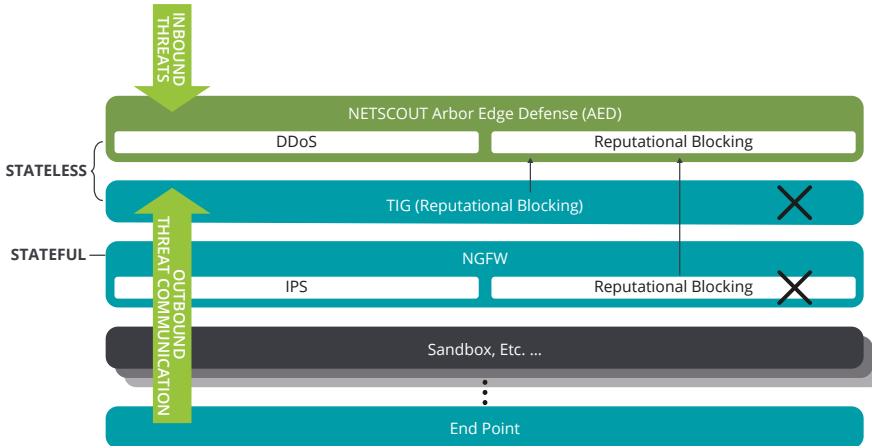 INBOUND
THREATS
NETSCOUT Arbor Edge Defense (AED)
DDoS
Reputational Blocking
STATELESS
TIG (Reputational Blocking)
STATEFUL
NGFW
IPS
Reputational Blocking
OUTBOUND
THREAT COMMUNICATION
Sandbox, Etc. ...
End Point